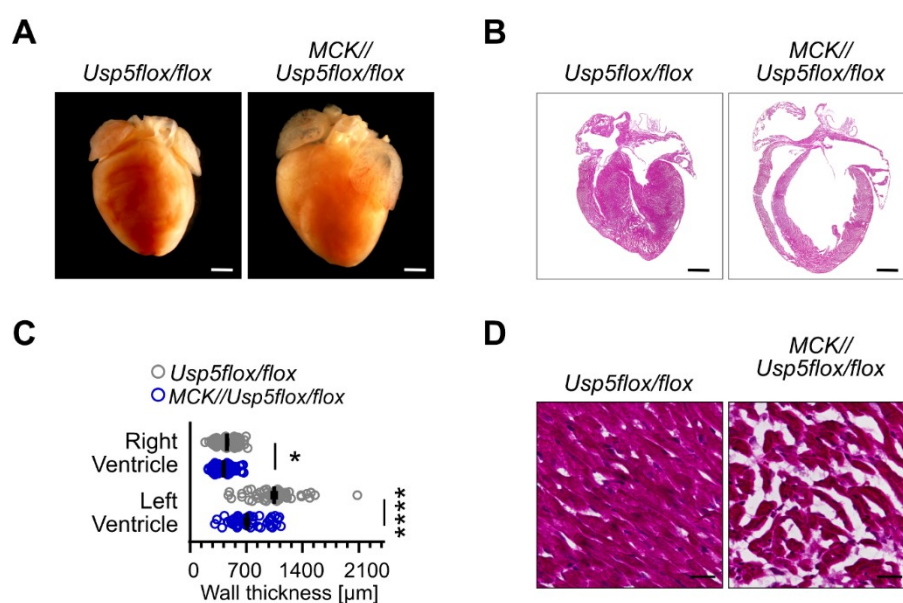 A
Usp5flox/flox
MCK//
Usp5flox/flox
B
Usp5flox/flox
MCK//
Usp5flox/flox
C
Usp5flox/flox
MCK//Usp5flox/flox
Right
Ventricle
*
Left
Ventricle
****
0 700 1400 2100
Wall thickness [µm]
D
Usp5flox/flox
MCK//
Usp5flox/flox